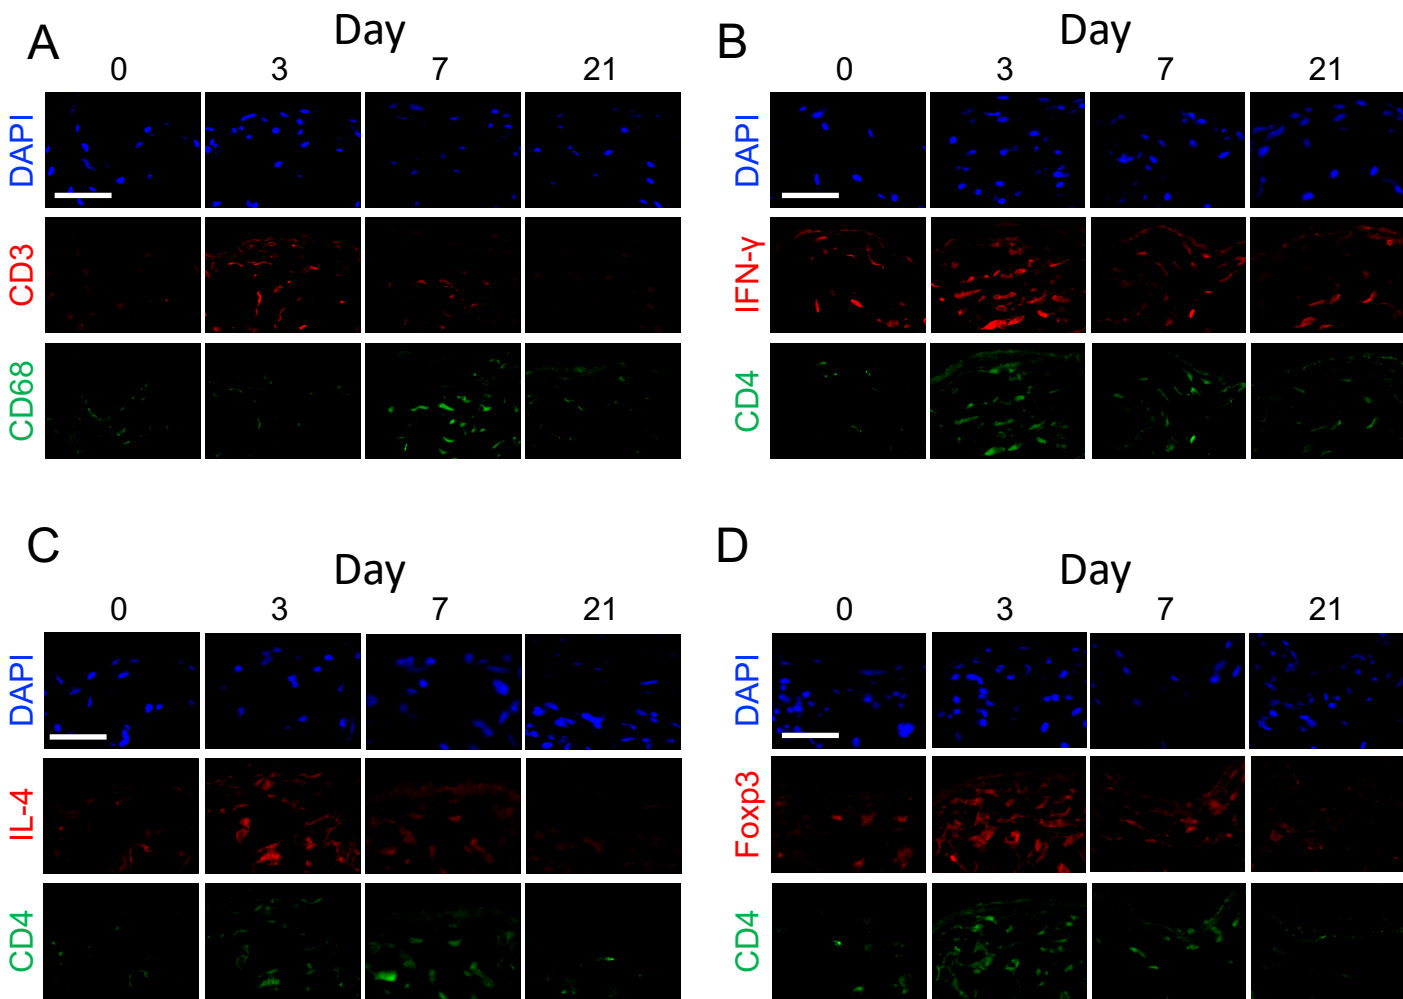 A
Day
0 3 7 21
DAPI
CD3
CD68
B
Day
0 3 7 21
DAPI
IFN-γ
CD4
C
Day
0 3 7 21
DAPI
IL-4
CD4
D
Day
0 3 7 21
DAPI
Foxp3
CD4